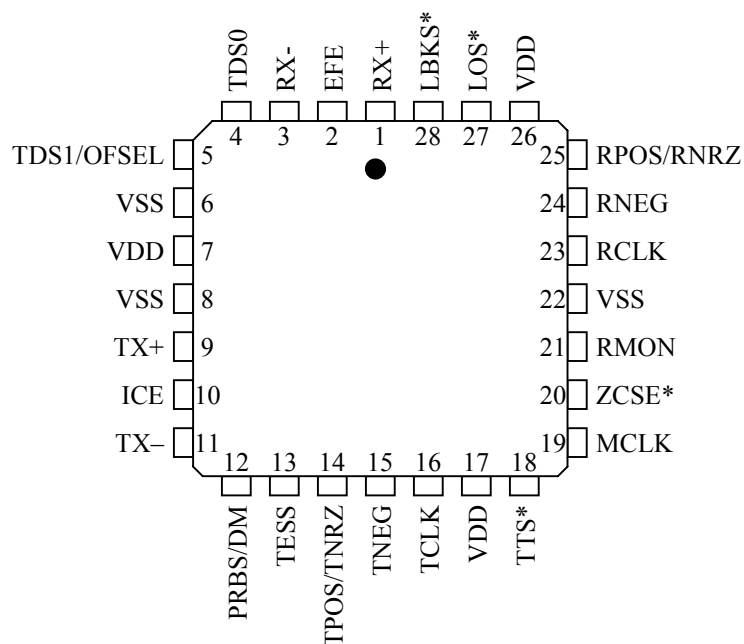 TDS0
RX-
EFE
RX+
LBKS*
LOS*
VDD
4 3 2 1 28 27 26
TDS1/OFSEL 5 25 RPOS/RNRZ
VSS 6 24 RNEG
VDD 7 23 RCLK
VSS 8 22 VSS
TX+ 9 21 RMON
ICE 10 20 ZCSE*
TX– 11 19 MCLK
12 13 14 15 16 17 18
PRBS/DM
TESS
TPOS/TNRZ
TNEG
TCLK
VDD
TTS*